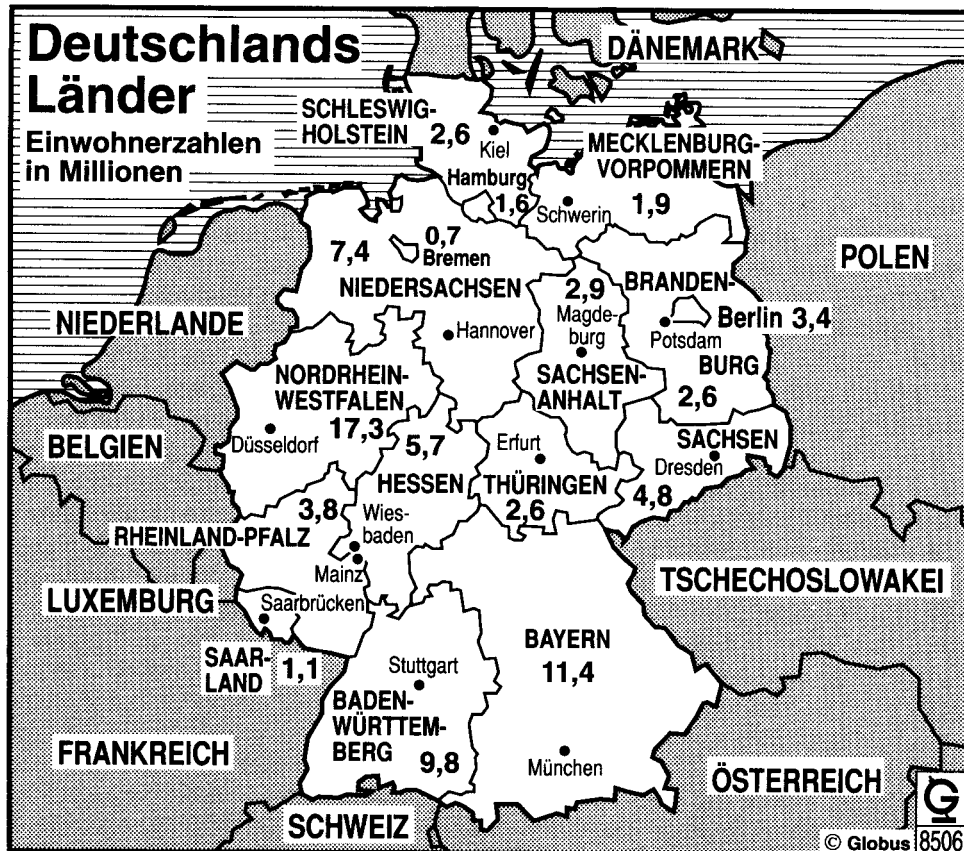 Deutschlands
Länder
Einwohnerzahlen
in Millionen
DÄNEMARK
SCHLESWIG-
HOLSTEIN 2,6
Kiel
MECKLENBURG-
VORPOMMERN
1,9
Schwerin
Hamburg
1,6
7,4
0,7
Bremen
NIEDERSACHSEN
Hannover
POLEN
NIEDERLANDE
2,9
Magde-
burg
SACHSEN-
ANHALT
BRANDEN-
Berlin 3,4
Potsdam
BURG
2,6
NORDRHEIN-
WESTFALEN
17,3
Düsseldorf
BELGIEN
5,7
HESSEN
Wies-
baden
Erfurt
THÜRINGEN
2,6
SACHSEN
Dresden
4,8
3,8
RHEINLAND-PFALZ
Mainz
LUXEMBURG
Saarbrücken
SAAR-
LAND
1,1
TSCHECHOSLOWAKEI
BAYERN
11,4
München
Stuttgart
BADEN-
WÜRTTEM-
BERG
9,8
FRANKREICH
SCHWEIZ
ÖSTERREICH
G
© Globus 8506